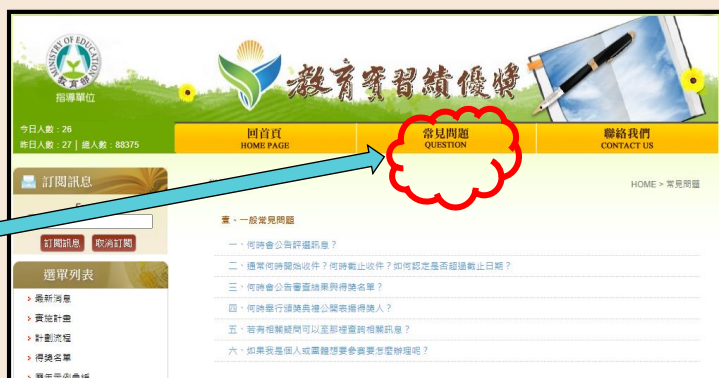 MINISTRY OF EDUCATION
教育部
指導單位
教育實習績優獎
今日人數：26
昨日人數：27 | 總人數：88375
回首頁
HOME PAGE
常見問題
QUESTION
聯絡我們
CONTACT US
訂閱訊息
HOME > 常見問題
訂閱訊息 取消訂閱
壹、一般常見問題
一、何時會公告評選訊息？
二、通常何時開始收件？何時截止收件？如何認定是否超過截止日期？
三、何時會公告審查結果與得獎名單？
四、何時舉行頒獎典禮公開表揚得獎人？
五、若有相關疑問可以至那裡查詢相關訊息？
六、如果我是個人或團體想要參賽要怎麼辦理呢？
選單列表
> 最新消息
> 實施計畫
> 計劃流程
> 得獎名單